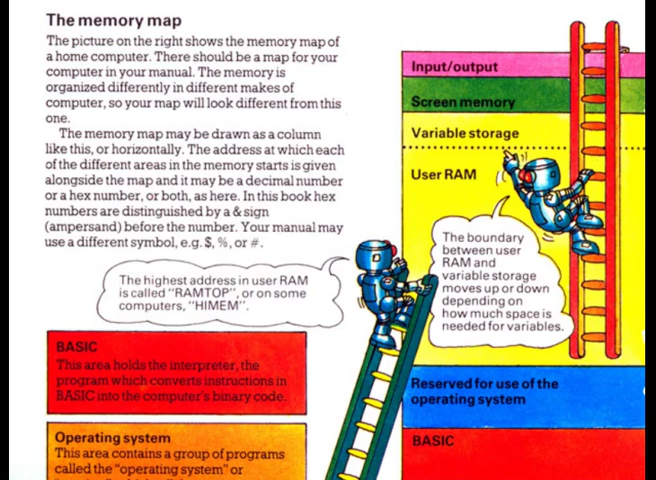 The memory map
The picture on the right shows the memory map of
a home computer. There should be a map for your
computer in your manual. The memory is
organized differently in different makes of
computer, so your map will look different from this
one.
The memory map may be drawn as a column
like this, or horizontally. The address at which each
of the different areas in the memory starts is given
alongside the map and it may be a decimal number
or a hex number, or both, as here. In this book hex
numbers are distinguished by a & sign
(ampersand) before the number. Your manual may
use a different symbol, e.g. $, %, or #.
The highest address in user RAM
is called "RAMTOP", or on some
computers, "HIMEM".
BASIC
This area holds the interpreter, the
program which converts instructions in
BASIC into the computer's binary code.
Operating system
This area contains a group of programs
called the "operating system" or
Input/output
Screen memory
Variable storage
User RAM
The boundary
between user
RAM and
variable storage
moves up or down
depending on
how much space is
needed for variables.
Reserved for use of the
operating system
BASIC